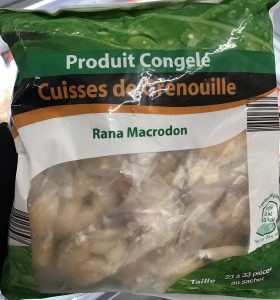 Produit Congelé
Cuisses de Grenouille
Rana Macrodon
Taille 23 à 33 pièces
au sachet